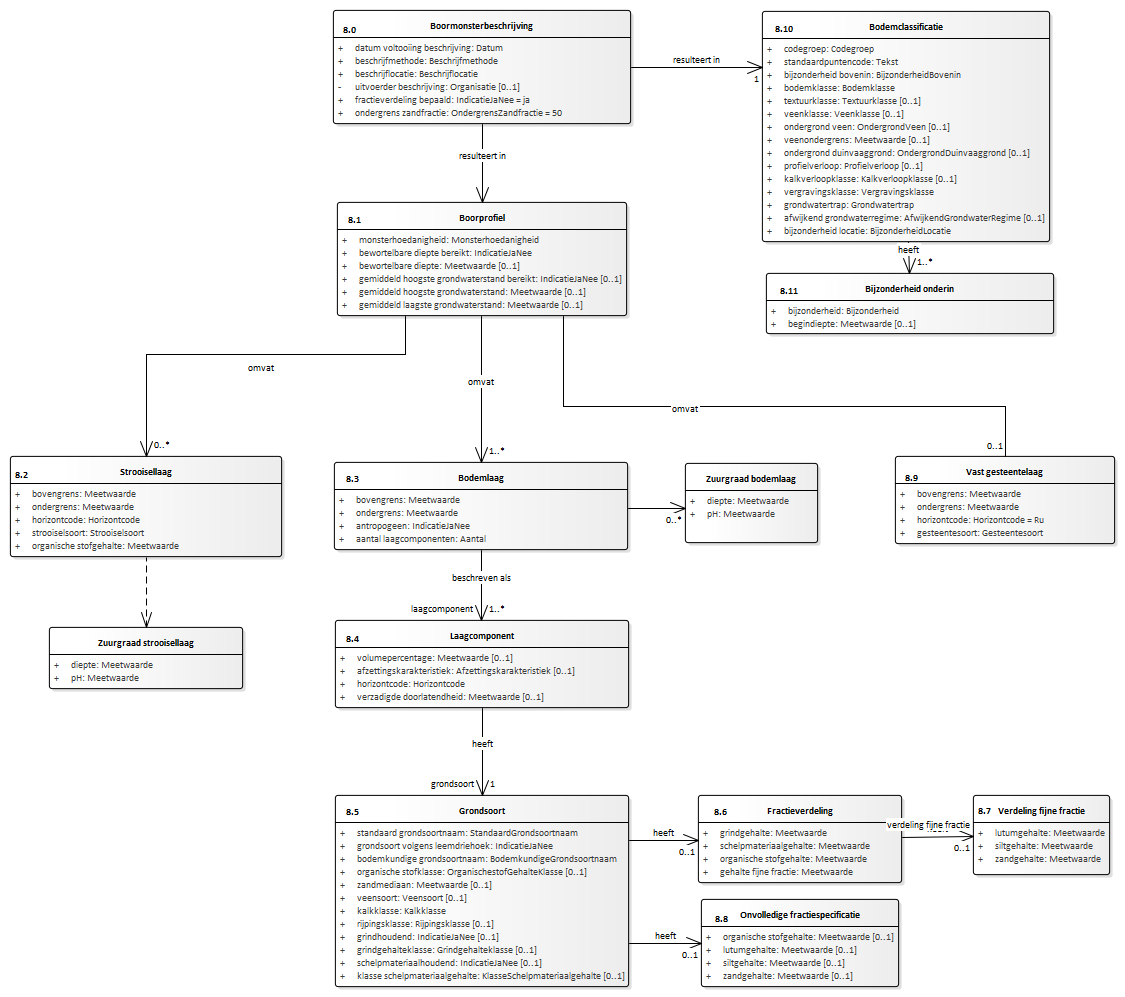 8.0 Boormonsterbeschrijving
+ datum voltooiing beschrijving: Datum
+ beschrijfmethode: Beschrijfmethode
+ beschrijflocatie: Beschrijflocatie
- uitvoerder beschrijving: Organisatie [0..1]
+ fractieverdeling bepaald: IndicatieJaNee = ja
+ ondergrens zandfractie: OndergrensZandfractie = 50
resulteert in
1
8.10 Bodemclassificatie
+ codegroep: Codegroep
+ standaardpuntencode: Tekst
+ bijzonderheid bovenin: BijzonderheidBovenin
+ bodemklasse: Bodemklasse
+ textuurklasse: Textuurklasse [0..1]
+ veenklasse: Veenklasse [0..1]
+ ondergrond veen: OndergrondVeen [0..1]
+ veenondergrens: Meetwaarde [0..1]
+ ondergrond duinvaaggrond: OndergrondDuinvaaggrond [0..1]
+ profielverloop: Profielverloop [0..1]
+ kalkverloopklasse: Kalkverloopklasse [0..1]
+ vergravingsklasse: Vergravingsklasse
+ grondwatertrap: Grondwatertrap
+ afwijkend grondwaterregime: AfwijkendGrondwaterRegime [0..1]
+ bijzonderheid locatie: BijzonderheidLocatie
heeft
1..*
8.11 Bijzonderheid onderin
+ bijzonderheid: Bijzonderheid
+ begindiepte: Meetwaarde [0..1]
resulteert in
8.1 Boorprofiel
+ monsterhoedanigheid: Monsterhoedanigheid
+ bewortelbare diepte bereikt: IndicatieJaNee
+ bewortelbare diepte: Meetwaarde [0..1]
+ gemiddeld hoogste grondwaterstand bereikt: IndicatieJaNee [0..1]
+ gemiddeld hoogste grondwaterstand: Meetwaarde [0..1]
+ gemiddeld laagste grondwaterstand: Meetwaarde [0..1]
omvat
0..*
omvat
1..*
omvat
0..1
8.2 Strooisellaag
+ bovengrens: Meetwaarde
+ ondergrens: Meetwaarde
+ horizontcode: Horizontcode
+ strooiselsoort: Strooiselsoort
+ organische stofgehalte: Meetwaarde
8.3 Bodemlaag
+ bovengrens: Meetwaarde
+ ondergrens: Meetwaarde
+ antropogeen: IndicatieJaNee
+ aantal laagcomponenten: Aantal
0..*
Zuurgraad bodemlaag
+ diepte: Meetwaarde
+ pH: Meetwaarde
8.9 Vast gesteentelaag
+ bovengrens: Meetwaarde
+ ondergrens: Meetwaarde
+ horizontcode: Horizontcode = Ru
+ gesteentesoort: Gesteentesoort
Zuurgraad strooisellaag
+ diepte: Meetwaarde
+ pH: Meetwaarde
beschreven als
laagcomponent 1..*
8.4 Laagcomponent
+ volumepercentage: Meetwaarde [0..1]
+ afzettingskarakteristiek: Afzettingskarakteristiek [0..1]
+ horizontcode: Horizontcode
+ verzadigde doorlatendheid: Meetwaarde [0..1]
heeft
grondsoort 1
8.5 Grondsoort
+ standaard grondsoortnaam: StandaardGrondsoortnaam
+ grondsoort volgens leemdriehoek: IndicatieJaNee
+ bodemkundige grondsoortnaam: BodemkundigeGrondsoortnaam
+ organische stofklasse: OrganischestofGehalteKlasse [0..1]
+ zandmediaan: Meetwaarde [0..1]
+ veensoort: Veensoort [0..1]
+ kalkklasse: Kalkklasse
+ rijpingsklasse: Rijpingsklasse [0..1]
+ grindhoudend: IndicatieJaNee [0..1]
+ grindgehalteklasse: Grindgehalteklasse [0..1]
+ schelpmateriaalhoudend: IndicatieJaNee [0..1]
+ klasse schelpmateriaalgehalte: KlasseSchelpmateriaalgehalte [0..1]
heeft
0..1
8.6 Fractieverdeling
+ grindgehalte: Meetwaarde
+ schelpmateriaalgehalte: Meetwaarde
+ organische stofgehalte: Meetwaarde
+ gehalte fijne fractie: Meetwaarde
verdeling fijne fractie
0..1
8.7 Verdeling fijne fractie
+ lutumgehalte: Meetwaarde
+ siltgehalte: Meetwaarde
+ zandgehalte: Meetwaarde
heeft
0..1
8.8 Onvolledige fractiespecificatie
+ organische stofgehalte: Meetwaarde [0..1]
+ lutumgehalte: Meetwaarde [0..1]
+ siltgehalte: Meetwaarde [0..1]
+ zandgehalte: Meetwaarde [0..1]